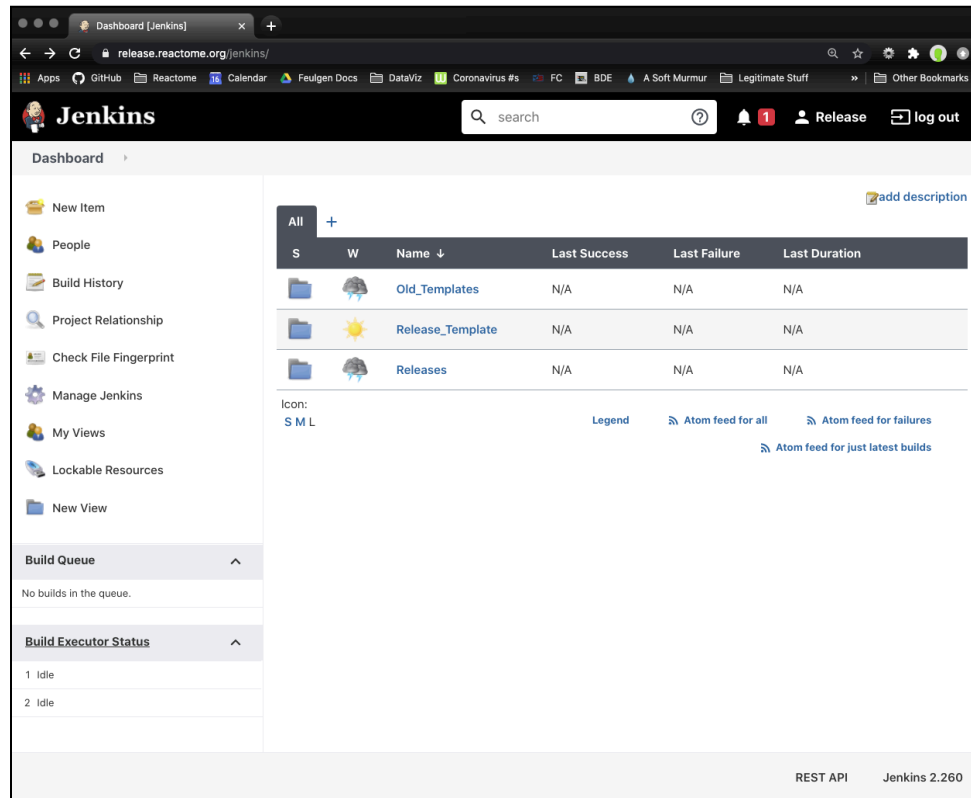 Dashboard [Jenkins] × +
release.reactome.org/jenkins/
Apps GitHub Reactome 16 Calendar Feulgen Docs DataViz Coronavirus #s FC BDE A Soft Murmur Legitimate Stuff » Other Bookmarks
Jenkins search 1 Release log out
Dashboard
add description
New Item
People
Build History
Project Relationship
Check File Fingerprint
Manage Jenkins
My Views
Lockable Resources
New View
All +
S W Name ↓ Last Success Last Failure Last Duration
Old_Templates N/A N/A N/A
Release_Template N/A N/A N/A
Releases N/A N/A N/A
Icon:
S M L
Legend Atom feed for all Atom feed for failures
Atom feed for just latest builds
Build Queue
No builds in the queue.
Build Executor Status
1 Idle
2 Idle
REST API Jenkins 2.260